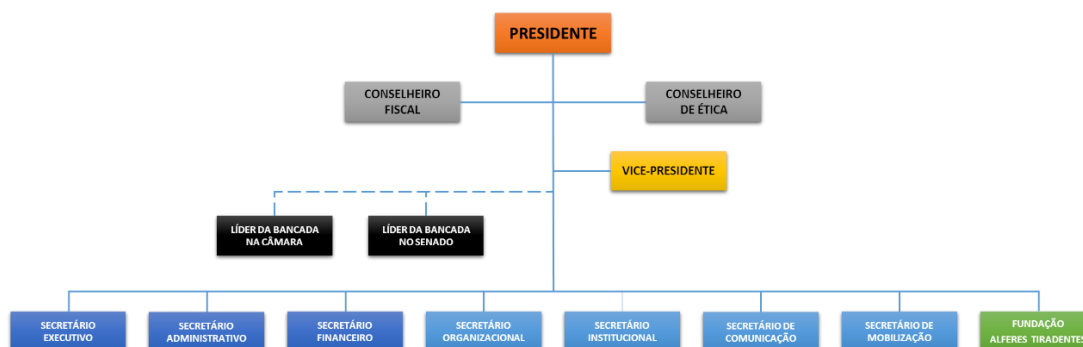 PRESIDENTE
CONSELHEIRO
FISCAL
CONSELHEIRO
DE ÉTICA
VICE-PRESIDENTE
LÍDER DA BANCADA
NA CÂMARA
LÍDER DA BANCADA
NO SENADO
SECRETÁRIO
EXECUTIVO
SECRETÁRIO
ADMINISTRATIVO
SECRETÁRIO
FINANCEIRO
SECRETÁRIO
ORGANIZACIONAL
SECRETÁRIO
INSTITUCIONAL
SECRETÁRIO DE
COMUNICAÇÃO
SECRETÁRIO DE
MOBILIZAÇÃO
FUNDAÇÃO
ALFERES TIRADENTES